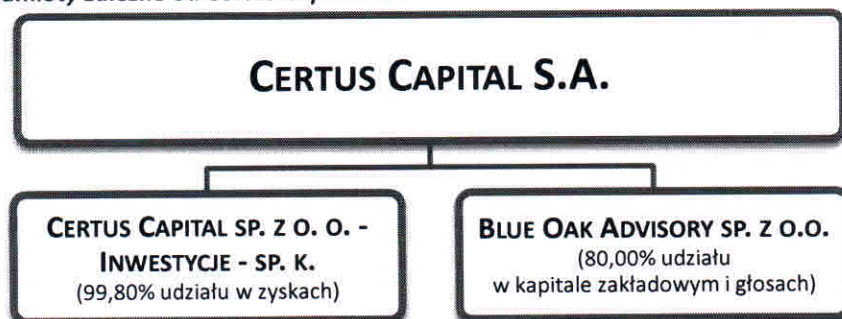 CERTUS CAPITAL S.A.
CERTUS CAPITAL SP. Z O. O. -
INWESTYCJE - SP. K.
(99,80% udziału w zyskach)
BLUE OAK ADVISORY SP. Z O.O.
(80,00% udziału
w kapitale zakładowym i głosach)